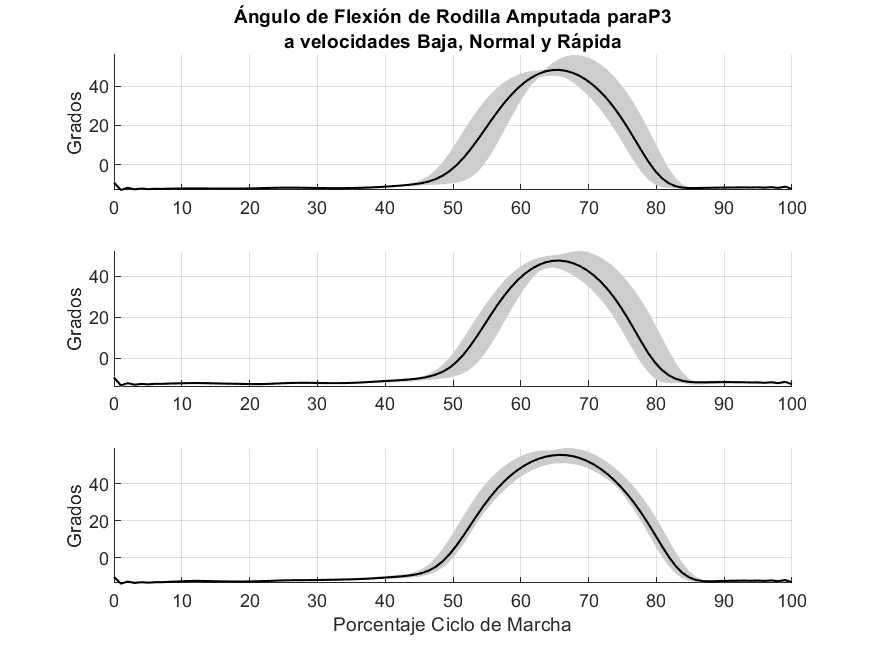 Ángulo de Flexión de Rodilla Amputada paraP3
a velocidades Baja, Normal y Rápida
Grados
40
20
0
0 10 20 30 40 50 60 70 80 90 100
Grados
40
20
0
0 10 20 30 40 50 60 70 80 90 100
Grados
40
20
0
0 10 20 30 40 50 60 70 80 90 100
Porcentaje Ciclo de Marcha